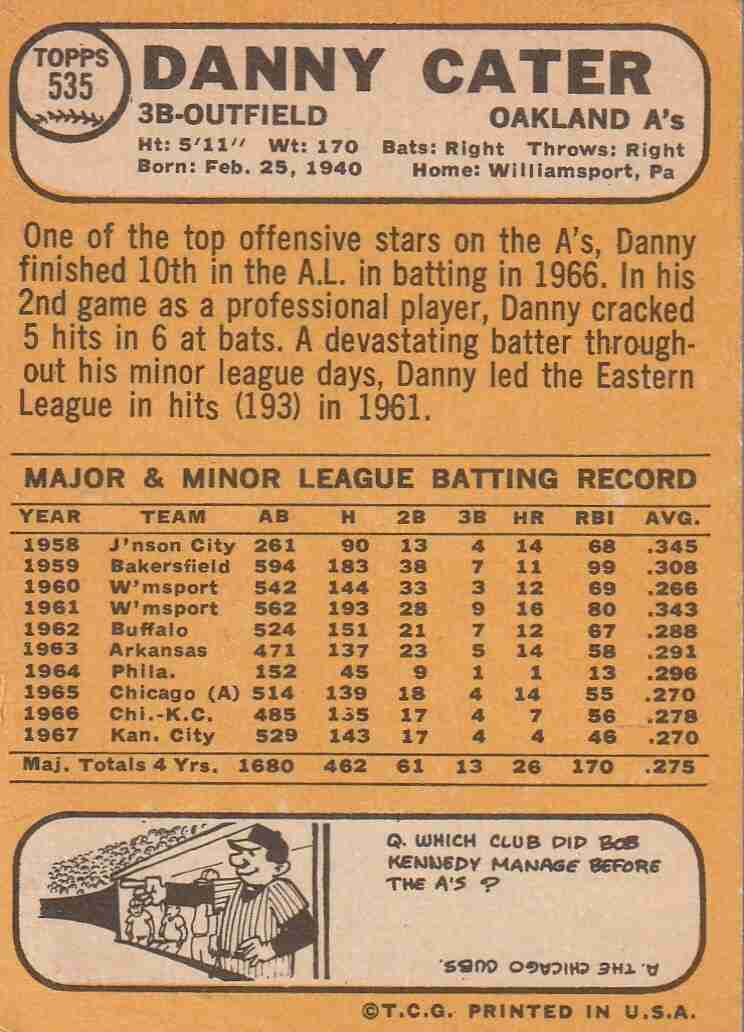 TOPPS
535
DANNY CATER
3B-OUTFIELD OAKLAND A's
Ht: 5'11" Wt: 170 Bats: Right Throws: Right
Born: Feb. 25, 1940 Home: Williamsport, Pa
One of the top offensive stars on the A's, Danny
finished 10th in the A.L. in batting in 1966. In his
2nd game as a professional player, Danny cracked
5 hits in 6 at bats. A devastating batter through-
out his minor league days, Danny led the Eastern
League in hits (193) in 1961.
MAJOR & MINOR LEAGUE BATTING RECORD
YEAR TEAM AB H 2B 3B HR RBI AVG.
1958 J'nson City 261 90 13 4 14 68 .345
1959 Bakersfield 594 183 38 7 11 99 .308
1960 W'msport 542 144 33 3 12 69 .266
1961 W'msport 562 193 28 9 16 80 .343
1962 Buffalo 524 151 21 7 12 67 .288
1963 Arkansas 471 137 23 5 14 58 .291
1964 Phila. 152 45 9 1 1 13 .296
1965 Chicago (A) 514 139 18 4 14 55 .270
1966 Chi.-K.C. 485 135 17 4 7 56 .278
1967 Kan. City 529 143 17 4 4 46 .270
Maj. Totals 4 Yrs. 1680 462 61 13 26 170 .275
Q. WHICH CLUB DID BOB
KENNEDY MANAGE BEFORE
THE A'S ?
A. THE CHICAGO CUBS.
©T.C.G. PRINTED IN U.S.A.